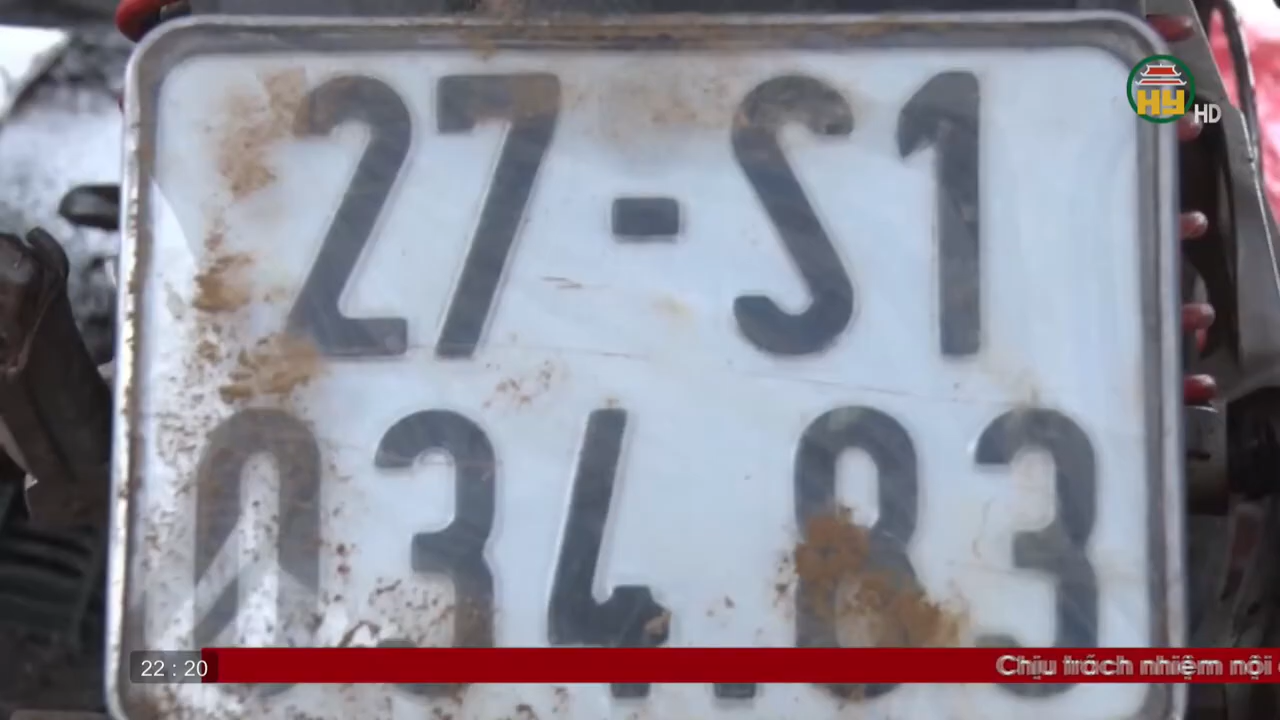 27-S1
HY HD
034.83
22 : 20
Chịu trách nhiệm nội